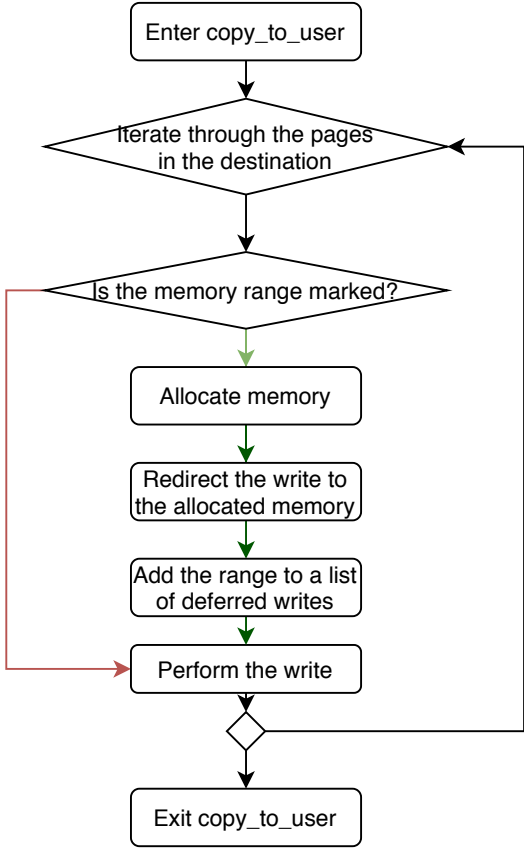 Enter copy_to_user
Iterate through the pages
in the destination
Is the memory range marked?
Allocate memory
Redirect the write to
the allocated memory
Add the range to a list
of deferred writes
Perform the write
Exit copy_to_user